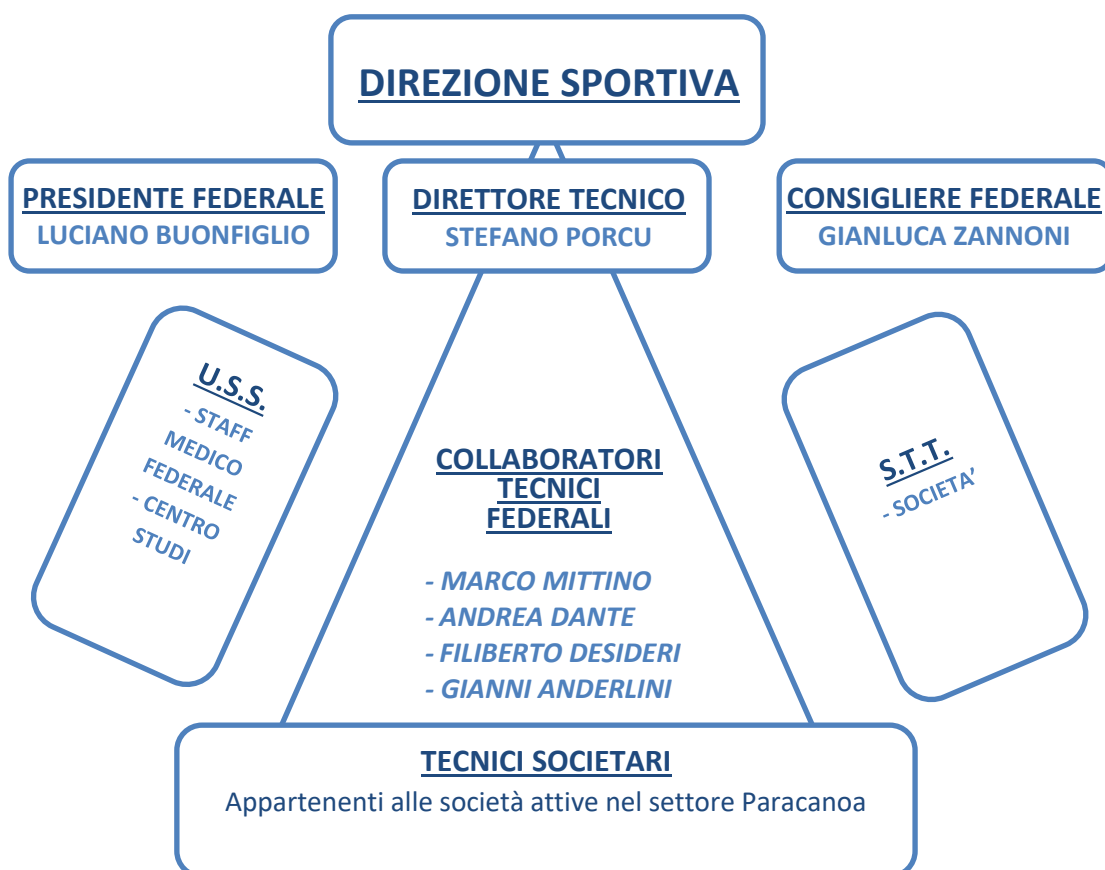 DIREZIONE SPORTIVA
PRESIDENTE FEDERALE
LUCIANO BUONFIGLIO
DIRETTORE TECNICO
STEFANO PORCU
CONSIGLIERE FEDERALE
GIANLUCA ZANNONI
U.S.S.
- STAFF
MEDICO
FEDERALE
- CENTRO
STUDI
COLLABORATORI
TECNICI
FEDERALI
- MARCO MITTINO
- ANDREA DANTE
- FILIBERTO DESIDERI
- GIANNI ANDERLINI
S.T.T.
- SOCIETA’
TECNICI SOCIETARI
Appartenenti alle società attive nel settore Paracanoa